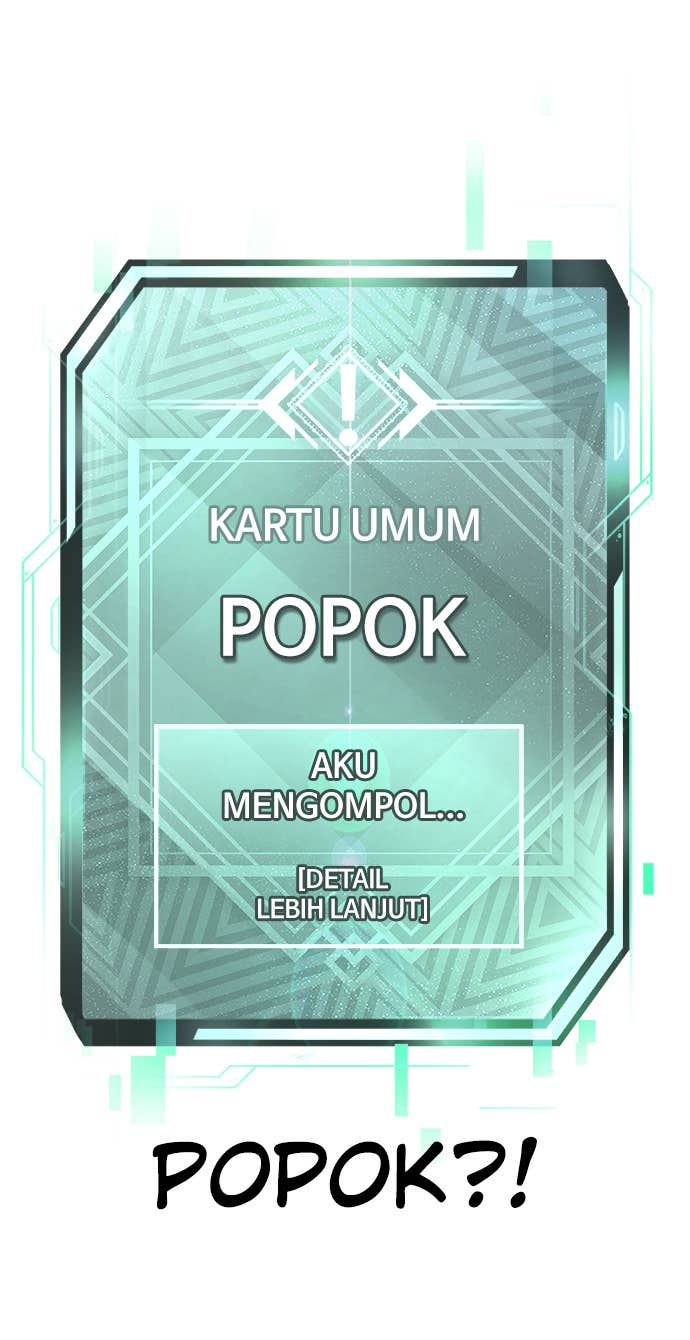 !
KARTU UMUM
POPOK
AKU
MENGOMPOL...
[DETAIL
LEBIH LANJUT]
POPOK?!